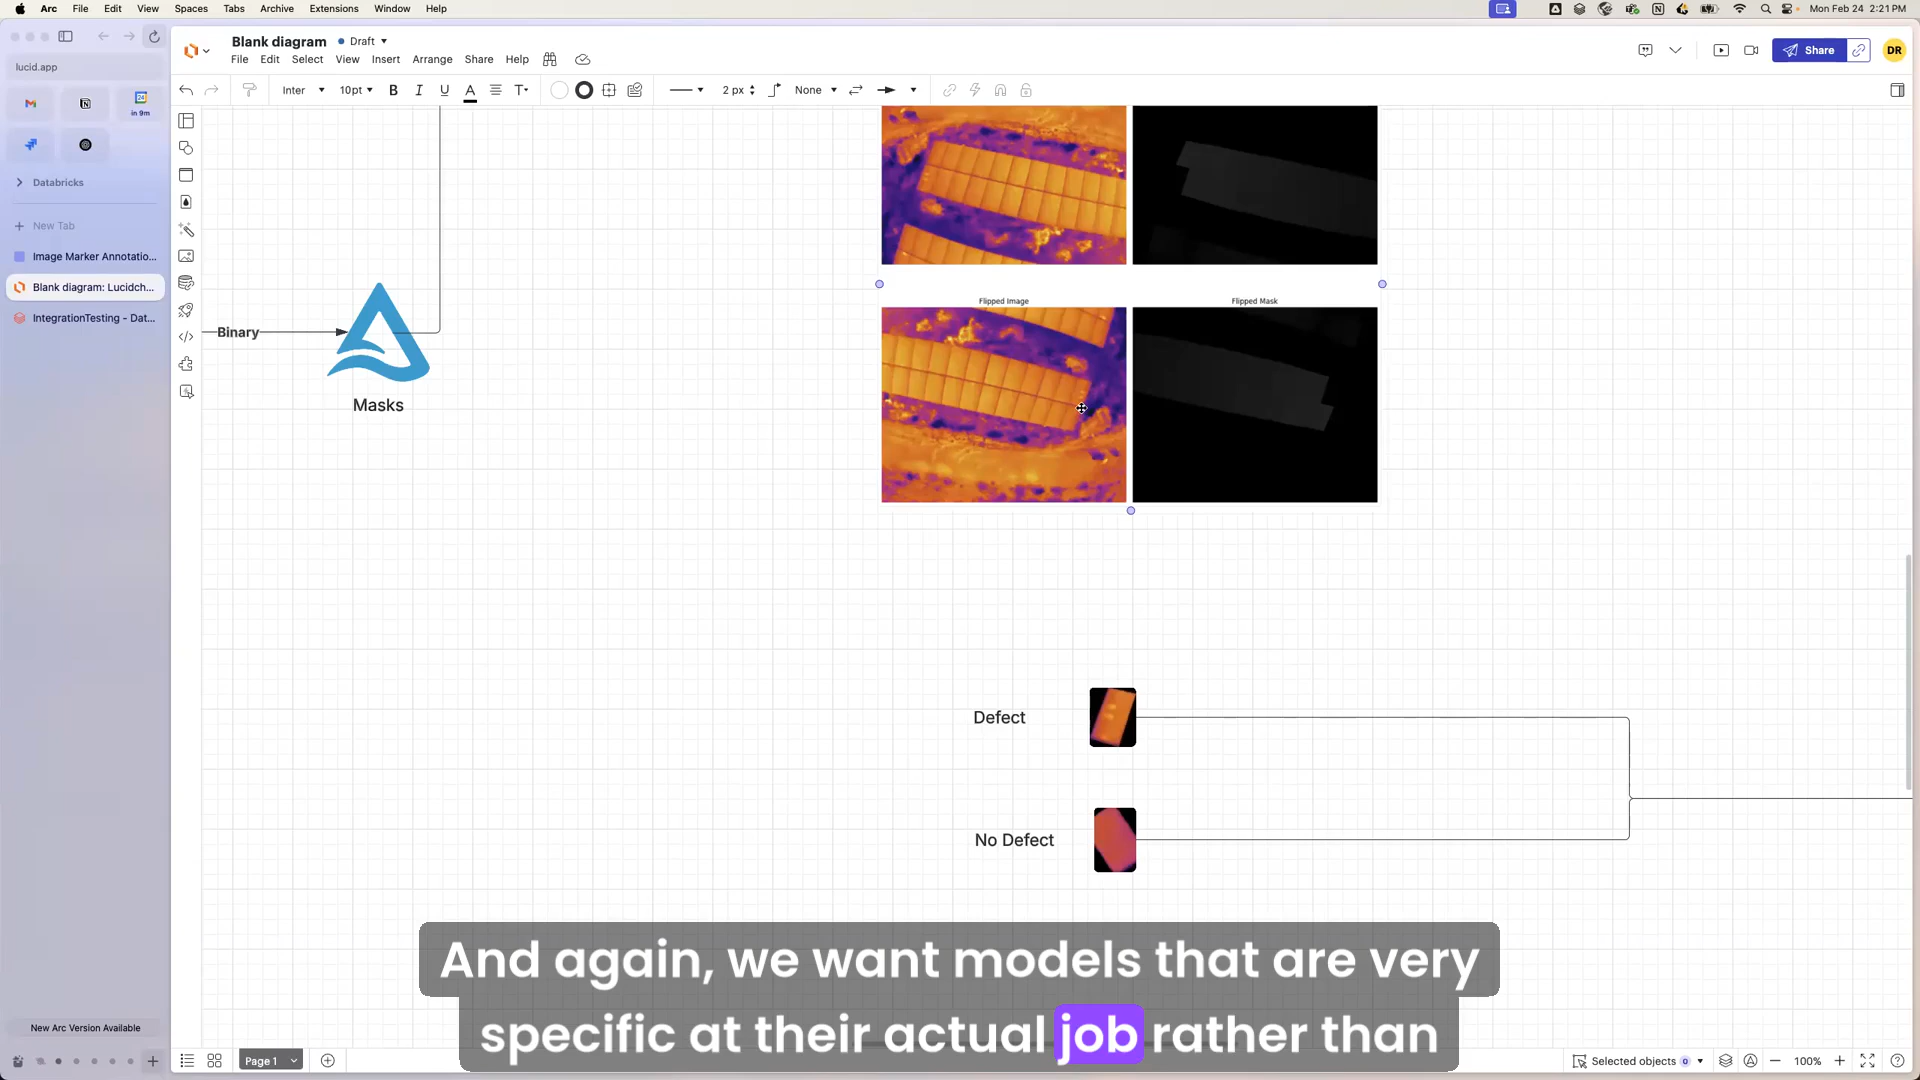 Arc File Edit View Spaces Tabs Archive Extensions Window Help
Mon Feb 24 2:21 PM
lucid.app
24
in 9m
Databricks
New Tab
Image Marker Annotatio...
Blank diagram: Lucidch...
IntegrationTesting - Dat...
New Arc Version Available
Blank diagram
Draft
File Edit Select View Insert Arrange Share Help
Share
DR
Inter
10pt
B I U A T
2 px
None
Binary
Masks
Flipped Image
Flipped Mask
Defect
No Defect
And again, we want models that are very
specific at their actual job rather than
Page 1
Selected objects 0
100%